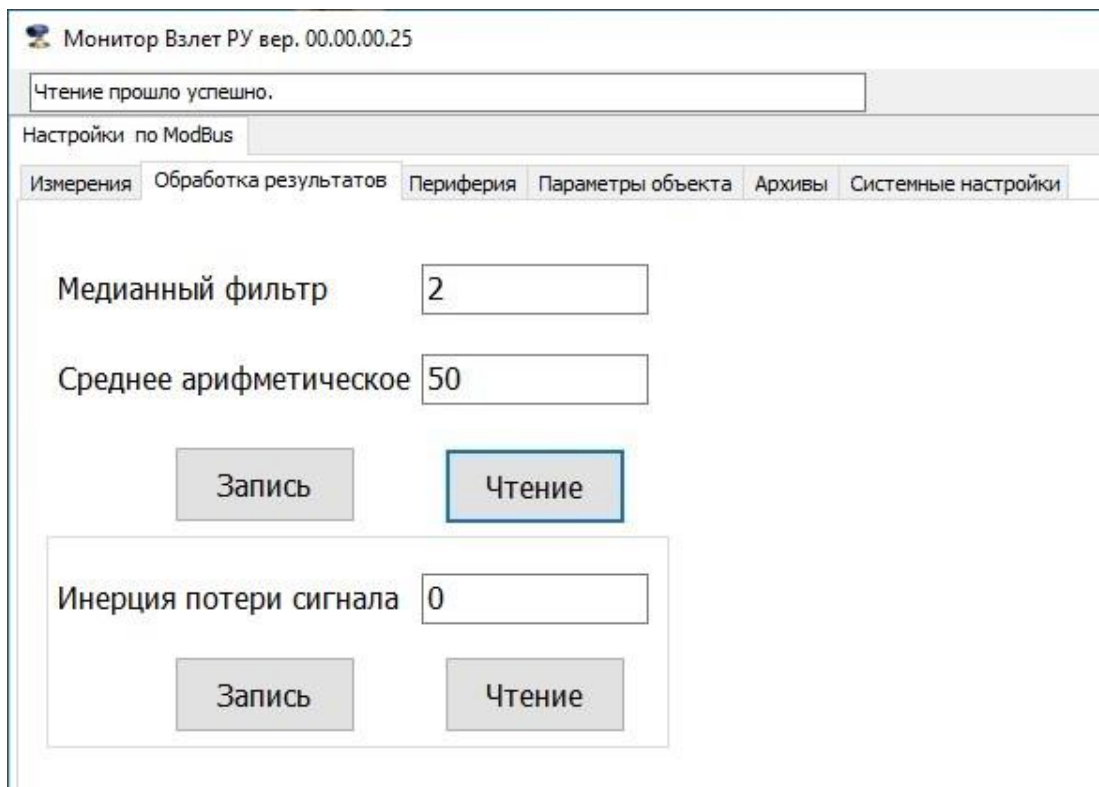 Монитор Взлет РУ вер. 00.00.00.25
Чтение прошло успешно.
Настройки по ModBus
Измерения Обработка результатов Периферия Параметры объекта Архивы Системные настройки
Медианный фильтр 2
Среднее арифметическое 50
Запись Чтение
Инерция потери сигнала 0
Запись Чтение